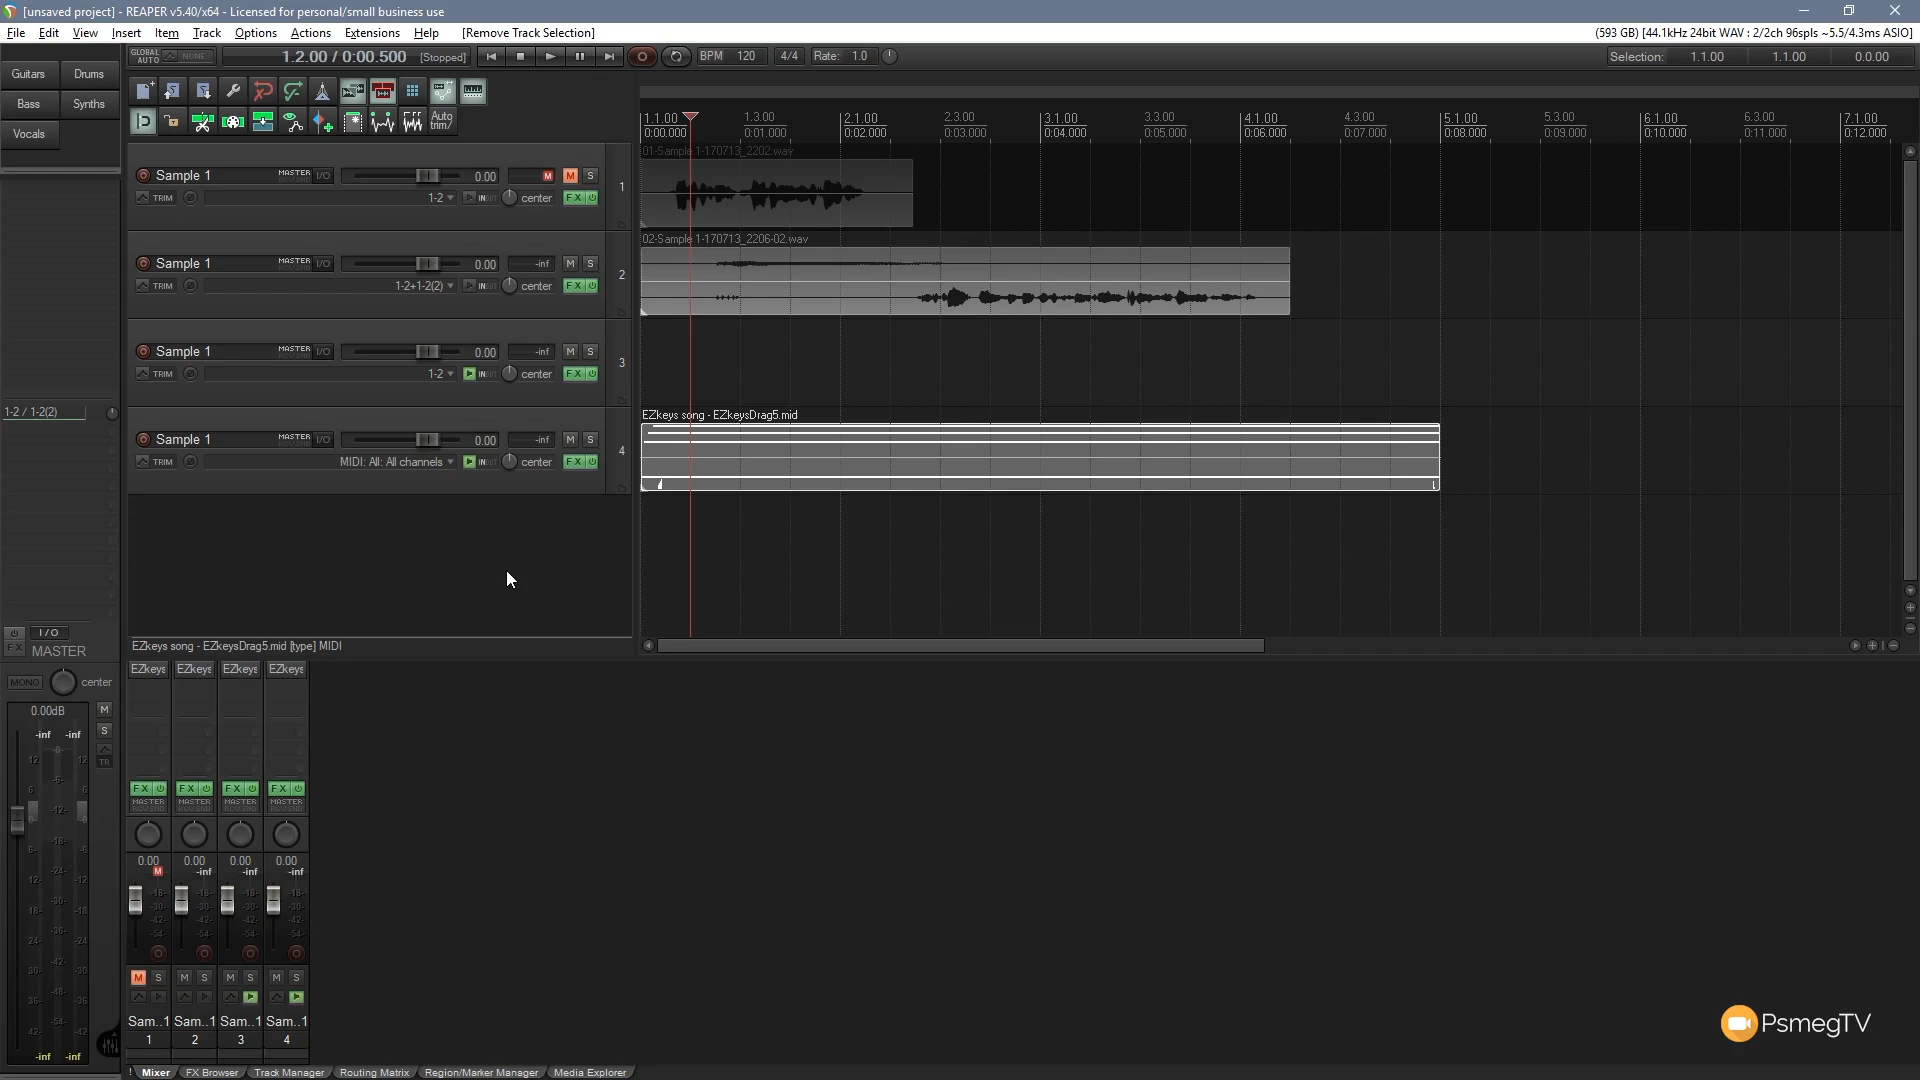 [unsaved project] - REAPER v5.40/x64 - Licensed for personal/small business use
File Edit View Insert Item Track Options Actions Extensions Help [Remove Track Selection]
(593 GB) [44.1kHz 24bit WAV : 2/2ch 96spls ~5.5/4.3ms ASIO]
GLOBAL AUTO NONE 1.2.00 / 0:00.500 [Stopped] BPM 120 4/4 Rate: 1.0 Selection: 1.1.00 1.1.00 0.0.00
Guitars Drums
Bass Synths
Vocals
Auto trim/
1.1.00 1.3.00 2.1.00 2.3.00 3.1.00 3.3.00 4.1.00 4.3.00 5.1.00 5.3.00 6.1.00 6.3.00 7.1.00
0:00.000 0:01.000 0:02.000 0:03.000 0:04.000 0:05.000 0:06.000 0:07.000 0:08.000 0:09.000 0:10.000 0:11.000 0:12.000
01-Sample 1-170713_2202.wav
Sample 1 MASTER I/O 0.00 M M S 1
TRIM 1-2 IN center FX
02-Sample 1-170713_2206-02.wav
Sample 1 MASTER I/O 0.00 -inf M S 2
TRIM 1-2+1-2(2) IN center FX
Sample 1 MASTER I/O 0.00 -inf M S 3
TRIM 1-2 IN center FX
1-2 / 1-2(2)
EZkeys song - EZkeysDrag5.mid
Sample 1 MASTER I/O 0.00 -inf M S 4
TRIM MIDI: All: All channels IN center FX
I/O
FX MASTER
EZkeys song - EZkeysDrag5.mid [type] MIDI
EZkeys EZkeys EZkeys EZkeys
MONO center
0.00dB M
-inf -inf S
TR
FX FX FX FX
MASTER MASTER MASTER MASTER
0.00 0.00 0.00 0.00
M -inf -inf -inf
M S M S M S M S
Sam..1 Sam..1 Sam..1 Sam..1
1 2 3 4
-inf -inf
! Mixer FX Browser Track Manager Routing Matrix Region/Marker Manager Media Explorer
PsmegTV